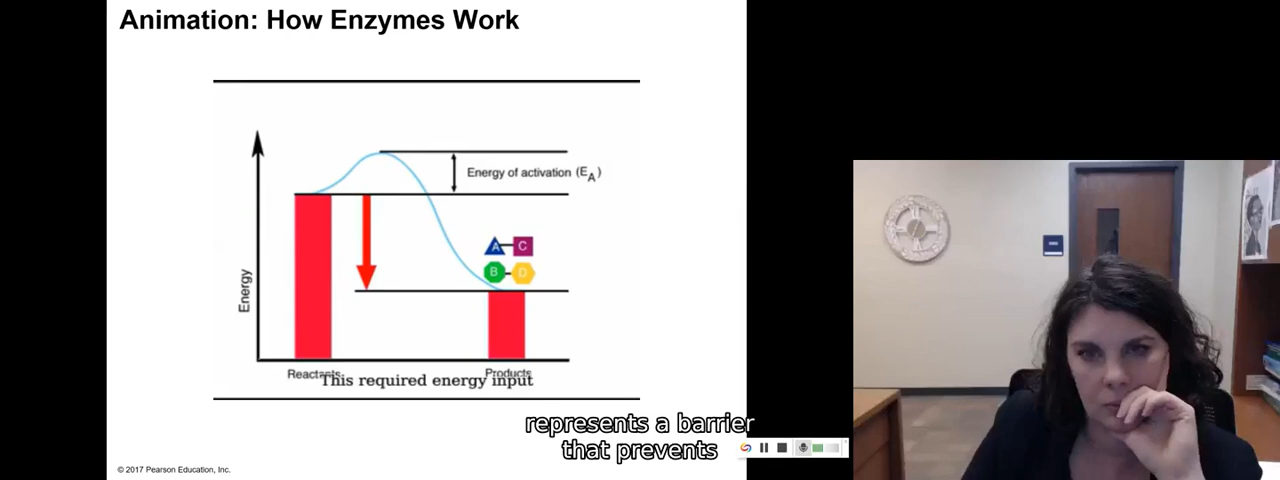 Animation: How Enzymes Work
Energy of activation (EA)
A C
B D
Energy
Reactants
Products
This required energy input
represents a barrier
that prevents
© 2017 Pearson Education, Inc.